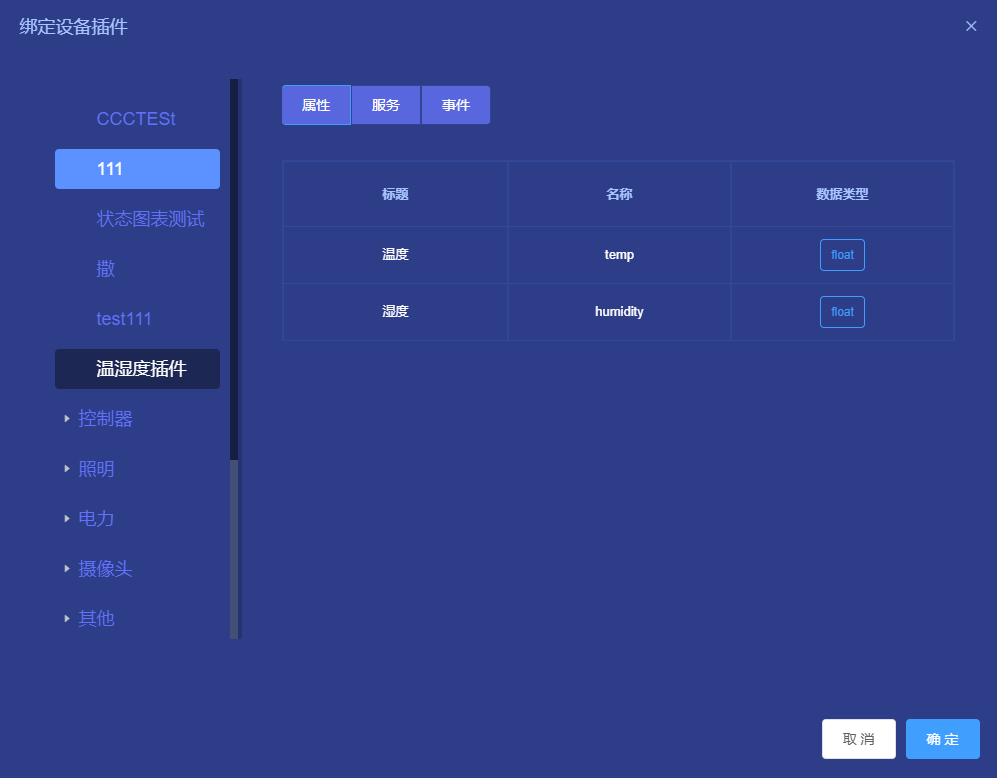 绑定设备插件
CCCTESt
111
状态图表测试
撒
test111
温湿度插件
控制器
照明
电力
摄像头
其他
属性 服务 事件
标题 名称 数据类型
温度 temp float
湿度 humidity float
取消 确定